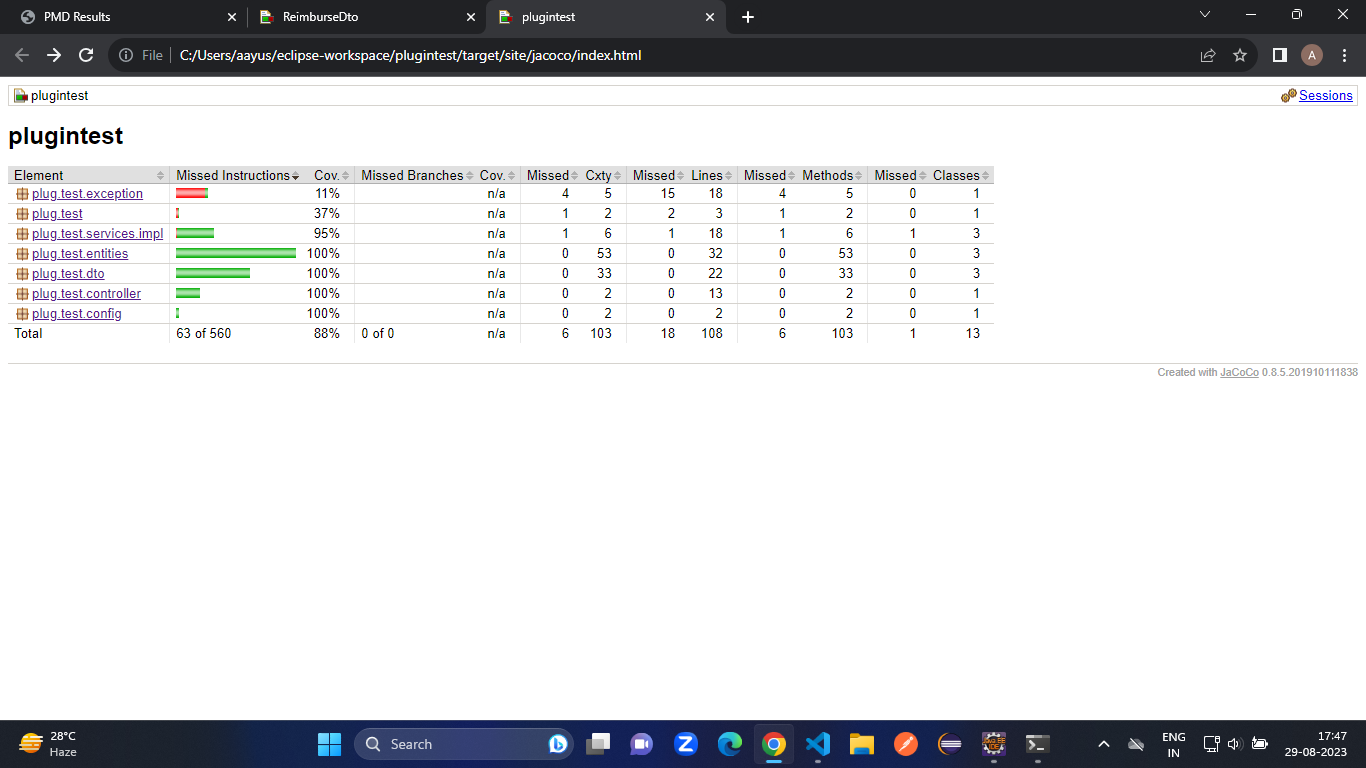 PMD Results ReimburseDto plugintest
File C:/Users/aayus/eclipse-workspace/plugintest/target/site/jacoco/index.html A
plugintest Sessions
plugintest
Element Missed Instructions Cov. Missed Branches Cov. Missed Cxty Missed Lines Missed Methods Missed Classes
plug.test.exception 11% n/a 4 5 15 18 4 5 0 1
plug.test 37% n/a 1 2 2 3 1 2 0 1
plug.test.services.impl 95% n/a 1 6 1 18 1 6 1 3
plug.test.entities 100% n/a 0 53 0 32 0 53 0 3
plug.test.dto 100% n/a 0 33 0 22 0 33 0 3
plug.test.controller 100% n/a 0 2 0 13 0 2 0 1
plug.test.config 100% n/a 0 2 0 2 0 2 0 1
Total 63 of 560 88% 0 of 0 n/a 6 103 18 108 6 103 1 13
Created with JaCoCo 0.8.5.201910111838
28°C
Haze
Search
ENG
IN
17:47
29-08-2023